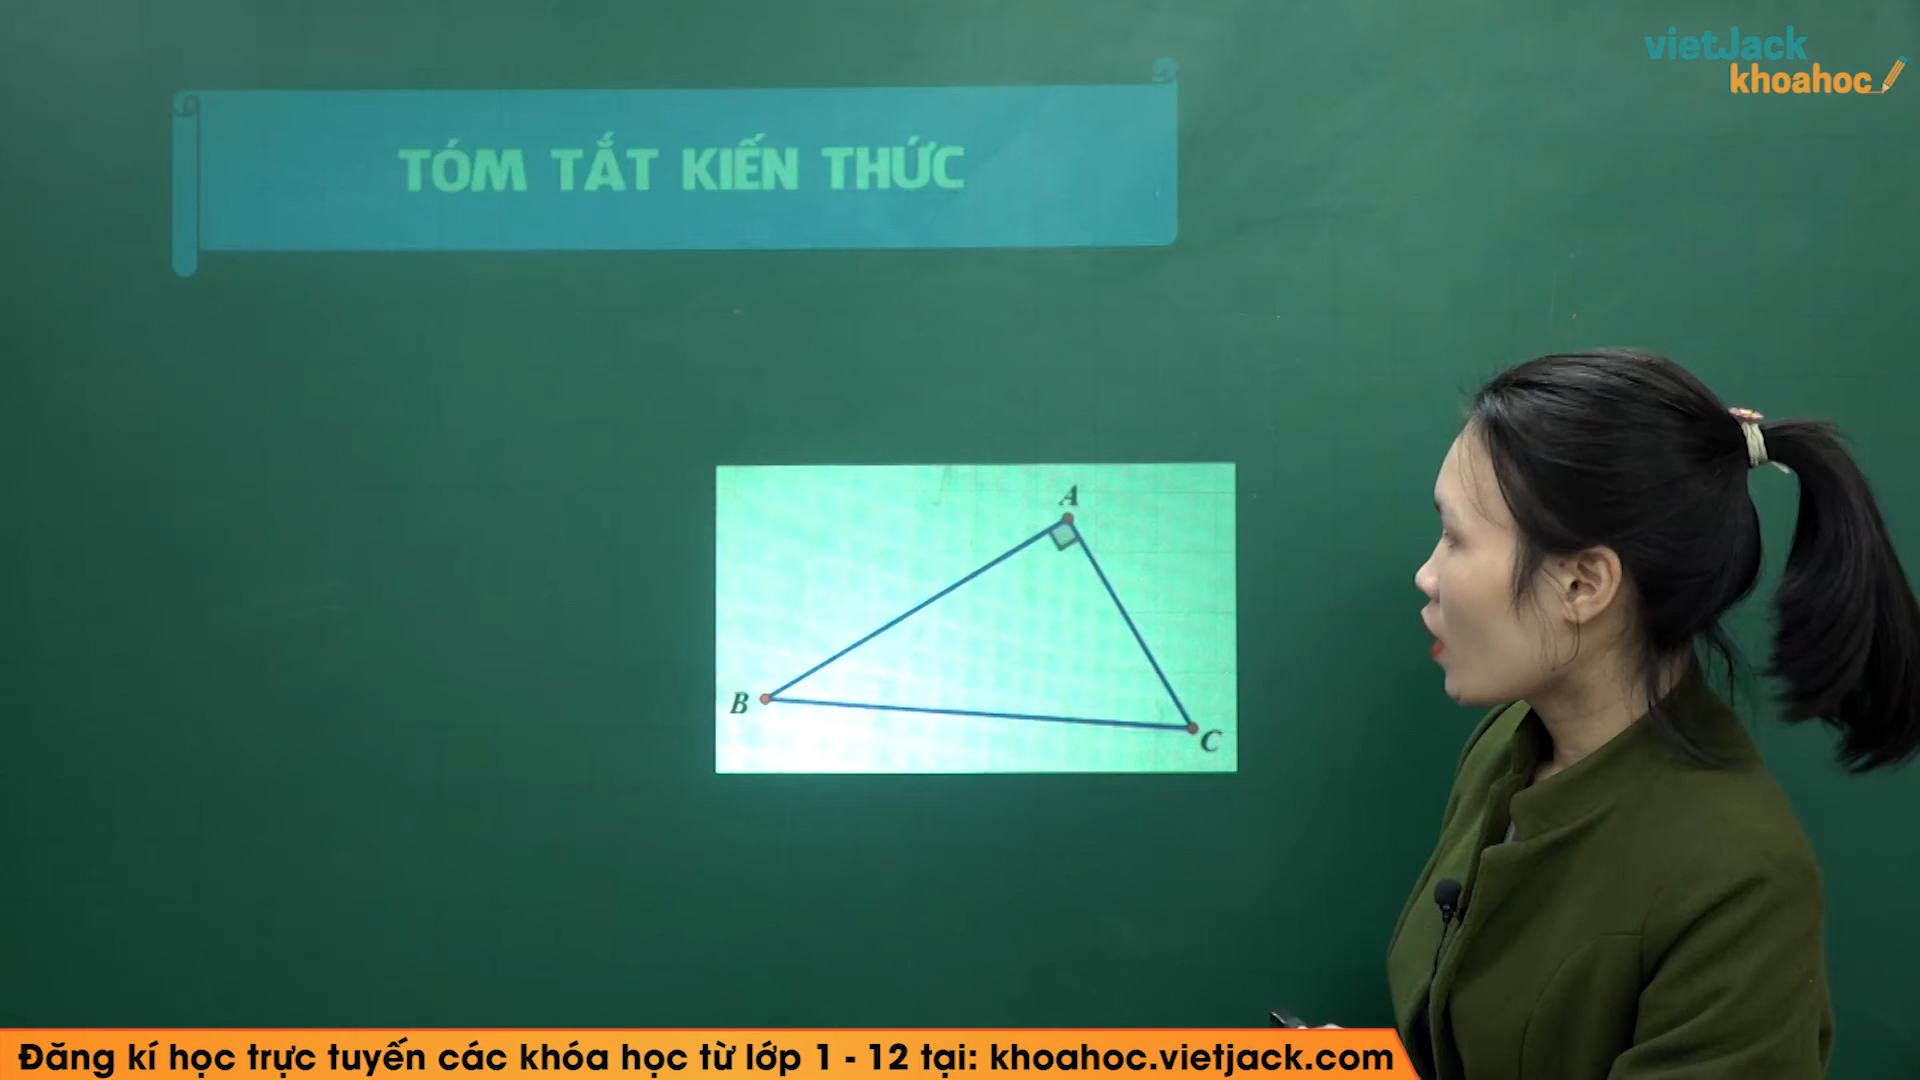 vietJack
khoahoc
TÓM TẮT KIẾN THỨC
A
B
C
Đăng kí học trực tuyến các khóa học từ lớp 1 - 12 tại: khoahoc.vietjack.com